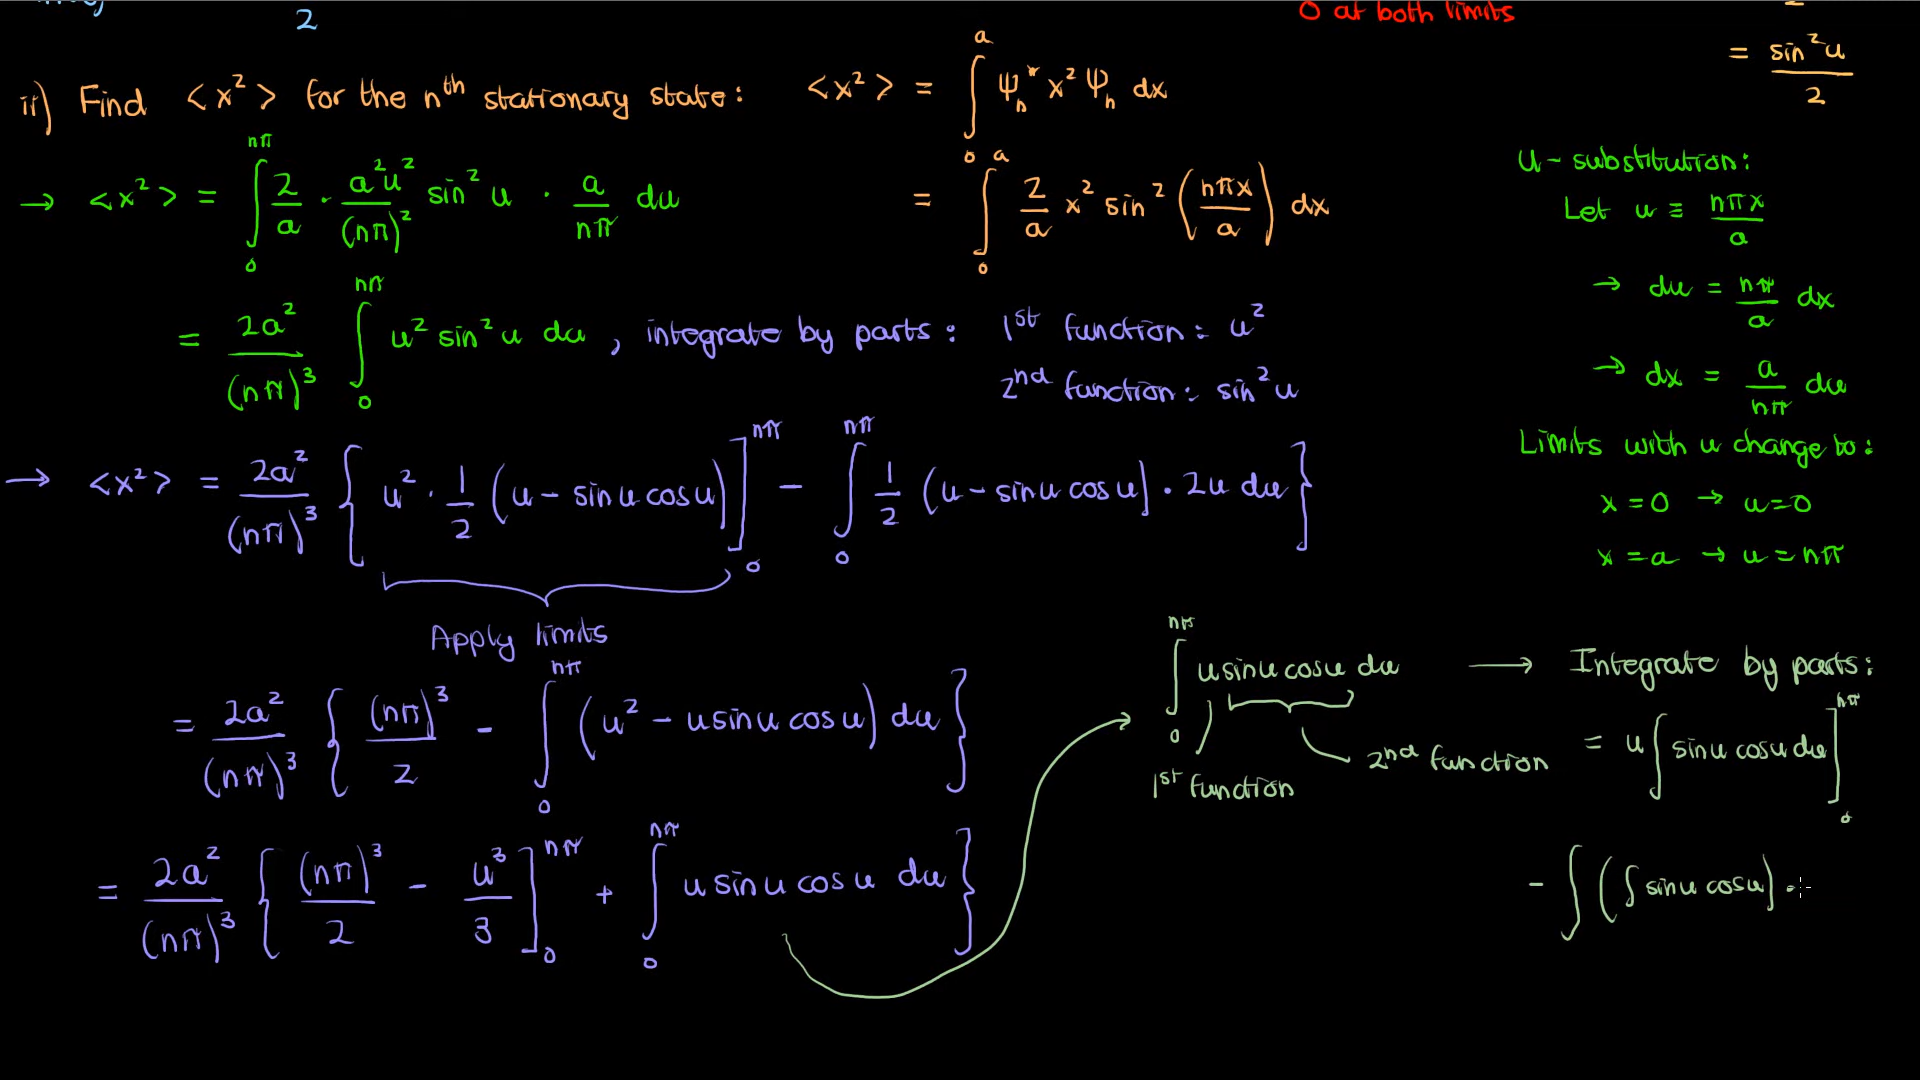 2
0 at both limits
= sin²u / 2
ii) Find <x²> for the nᵗʰ stationary state: <x²> = ∫₀ᵃ ψₙ* x² ψₙ dx
= ∫₀ᵃ 2/a x² sin² (nπx/a) dx
→ <x²> = ∫₀ⁿᵖⁱ 2/a · a²u²/(nπ)² sin² u · a/nπ du
= 2a²/(nπ)³ ∫₀^{nπ} u² sin² u du , integrate by parts: 1ˢᵗ function: u²
2ⁿᵈ function: sin² u
→ <x²> = 2a²/(nπ)³ { u² · 1/2 (u - sin u cos u) ]₀^{nπ} - ∫₀^{nπ} 1/2 (u - sin u cos u) · 2u du }
Apply limits
= 2a²/(nπ)³ { (nπ)³/2 - ∫₀^{nπ} (u² - u sin u cos u) du }
= 2a²/(nπ)³ { (nπ)³/2 - u³/3 ]₀^{nπ} + ∫₀^{nπ} u sin u cos u du }
u-substitution:
Let u ≡ nπx/a
→ du = nπ/a dx
→ dx = a/nπ du
Limits with u change to:
x = 0 → u = 0
x = a → u = nπ
∫₀^{nπ} u sin u cos u du → Integrate by parts:
1ˢᵗ function
2ⁿᵈ function
= u ∫ sin u cos u du ]₀^{nπ}
- ∫ (∫ sin u cos u) ·